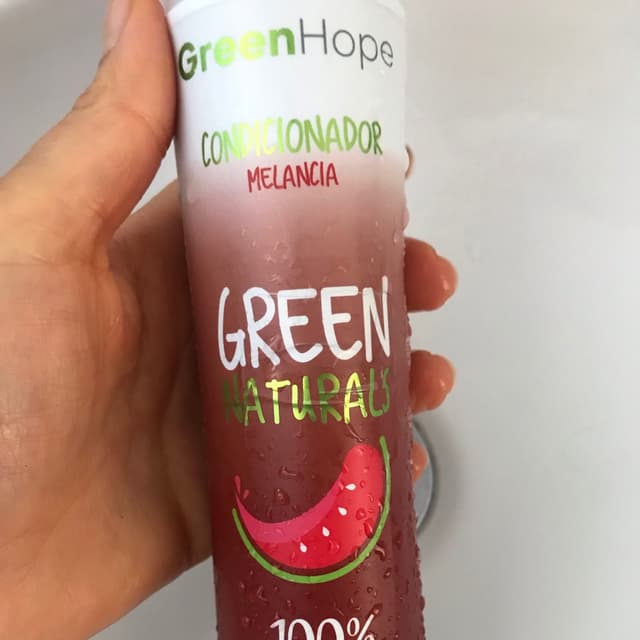 GreenHope
CONDICIONADOR
MELANCIA
GREEN
NATURALS
100%